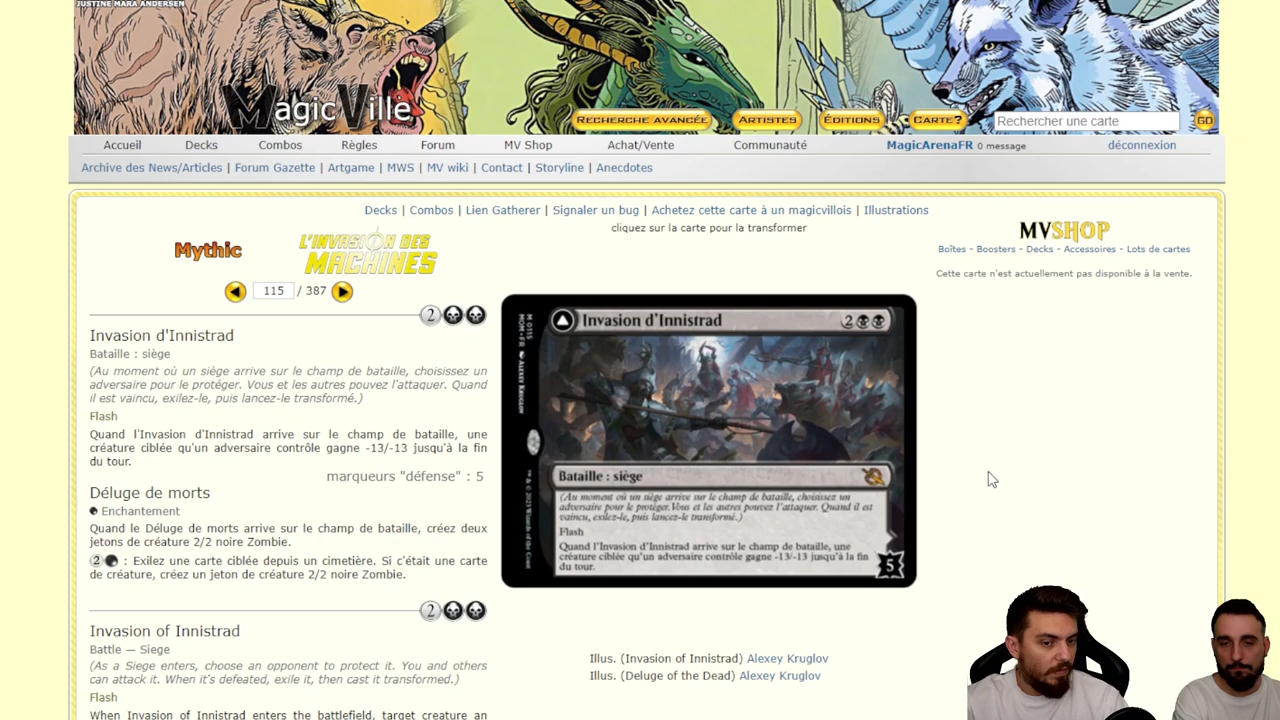 JUSTINE MARA ANDERSEN
MagicVille
RECHERCHE AVANCÉE
ARTISTES
ÉDITIONS
CARTE?
Rechercher une carte
GO
Accueil
Decks
Combos
Règles
Forum
MV Shop
Achat/Vente
Communauté
MagicArenaFR 0 message
déconnexion
Archive des News/Articles | Forum Gazette | Artgame | MWS | MV wiki | Contact | Storyline | Anecdotes
Decks | Combos | Lien Gatherer | Signaler un bug | Achetez cette carte à un magicvillois | Illustrations
cliquez sur la carte pour la transformer
MVSHOP
Boîtes - Boosters - Decks - Accessoires - Lots de cartes
Cette carte n'est actuellement pas disponible à la vente.
Mythic
L'INVASION DES
MACHINES
115 / 387
2
Invasion d'Innistrad
Bataille : siège
(Au moment où un siège arrive sur le champ de bataille, choisissez un
adversaire pour le protéger. Vous et les autres pouvez l'attaquer. Quand
il est vaincu, exilez-le, puis lancez-le transformé.)
Flash
Quand l'Invasion d'Innistrad arrive sur le champ de bataille, une
créature ciblée qu'un adversaire contrôle gagne -13/-13 jusqu'à la fin
du tour.
marqueurs "défense" : 5
Déluge de morts
Enchantement
Quand le Déluge de morts arrive sur le champ de bataille, créez deux
jetons de créature 2/2 noire Zombie.
2 : Exilez une carte ciblée depuis un cimetière. Si c'était une carte
de créature, créez un jeton de créature 2/2 noire Zombie.
2
Invasion of Innistrad
Battle — Siege
(As a Siege enters, choose an opponent to protect it. You and others
can attack it. When it's defeated, exile it, then cast it transformed.)
Flash
When Invasion of Innistrad enters the battlefield, target creature an
Invasion d'Innistrad
2
M 0115
MOM • FR ALEXEY KRUGLOV
™ & © 2023 Wizards of the Coast
Bataille : siège
(Au moment où un siège arrive sur le champ de bataille, choisissez un
adversaire pour le protéger. Vous et les autres pouvez l'attaquer. Quand il est
vaincu, exilez-le, puis lancez-le transformé.)
Flash
Quand l'Invasion d'Innistrad arrive sur le champ de bataille, une
créature ciblée qu'un adversaire contrôle gagne -13/-13 jusqu'à la fin
du tour.
5
Illus. (Invasion of Innistrad) Alexey Kruglov
Illus. (Deluge of the Dead) Alexey Kruglov